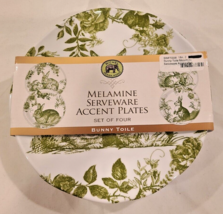 MELAMINE
SERVEWARE
ACCENT PLATES
SET OF FOUR
BUNNY TOILE